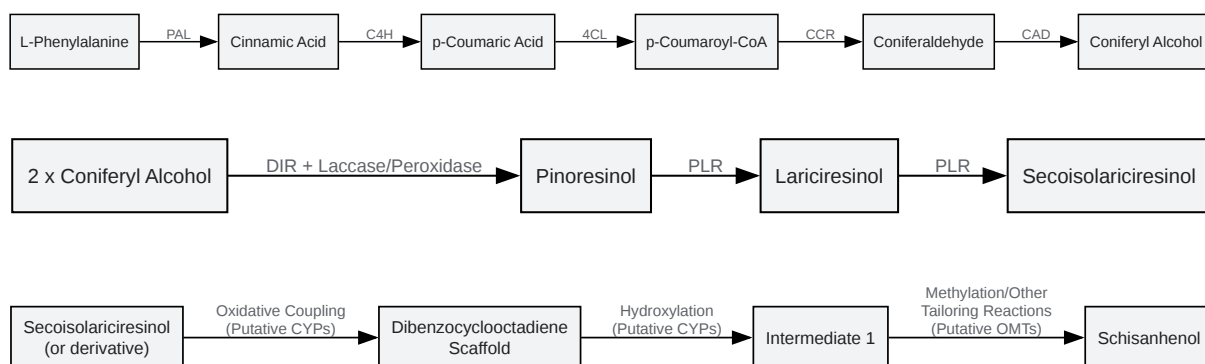 L-Phenylalanine PAL Cinnamic Acid C4H p-Coumaric Acid 4CL p-Coumaroyl-CoA CCR Coniferaldehyde CAD Coniferyl Alcohol
2 x Coniferyl Alcohol DIR + Laccase/Peroxidase Pinoresinol PLR Lariciresinol PLR Secoisolariciresinol
Secoisolariciresinol
(or derivative)
Oxidative Coupling
(Putative CYPs)
Dibenzocyclooctadiene
Scaffold
Hydroxylation
(Putative CYPs)
Intermediate 1
Methylation/Other
Tailoring Reactions
(Putative OMTs)
Schisanhenol